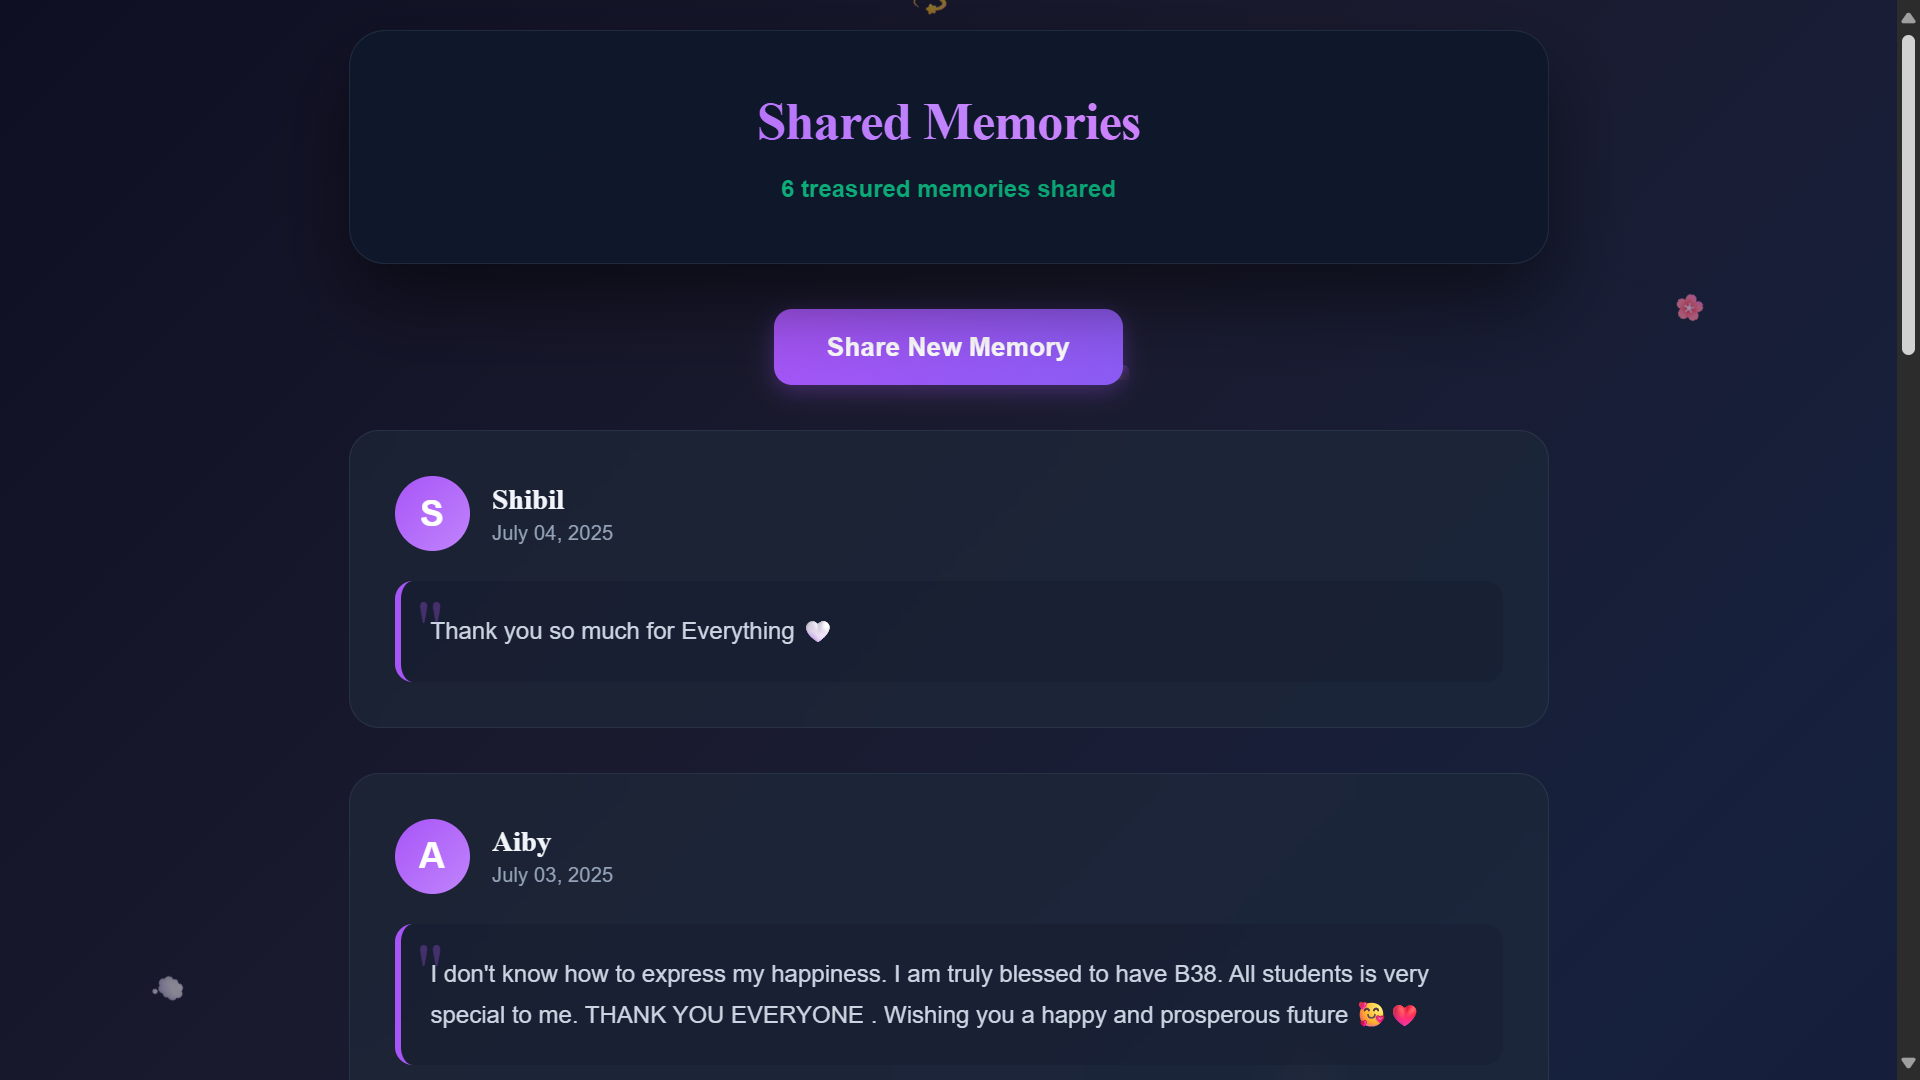 Shared Memories
6 treasured memories shared
Share New Memory
S
Shibil
July 04, 2025
"
Thank you so much for Everything 🤍
A
Aiby
July 03, 2025
"
I don't know how to express my happiness. I am truly blessed to have B38. All students is very
special to me. THANK YOU EVERYONE . Wishing you a happy and prosperous future 🥰 ❤️